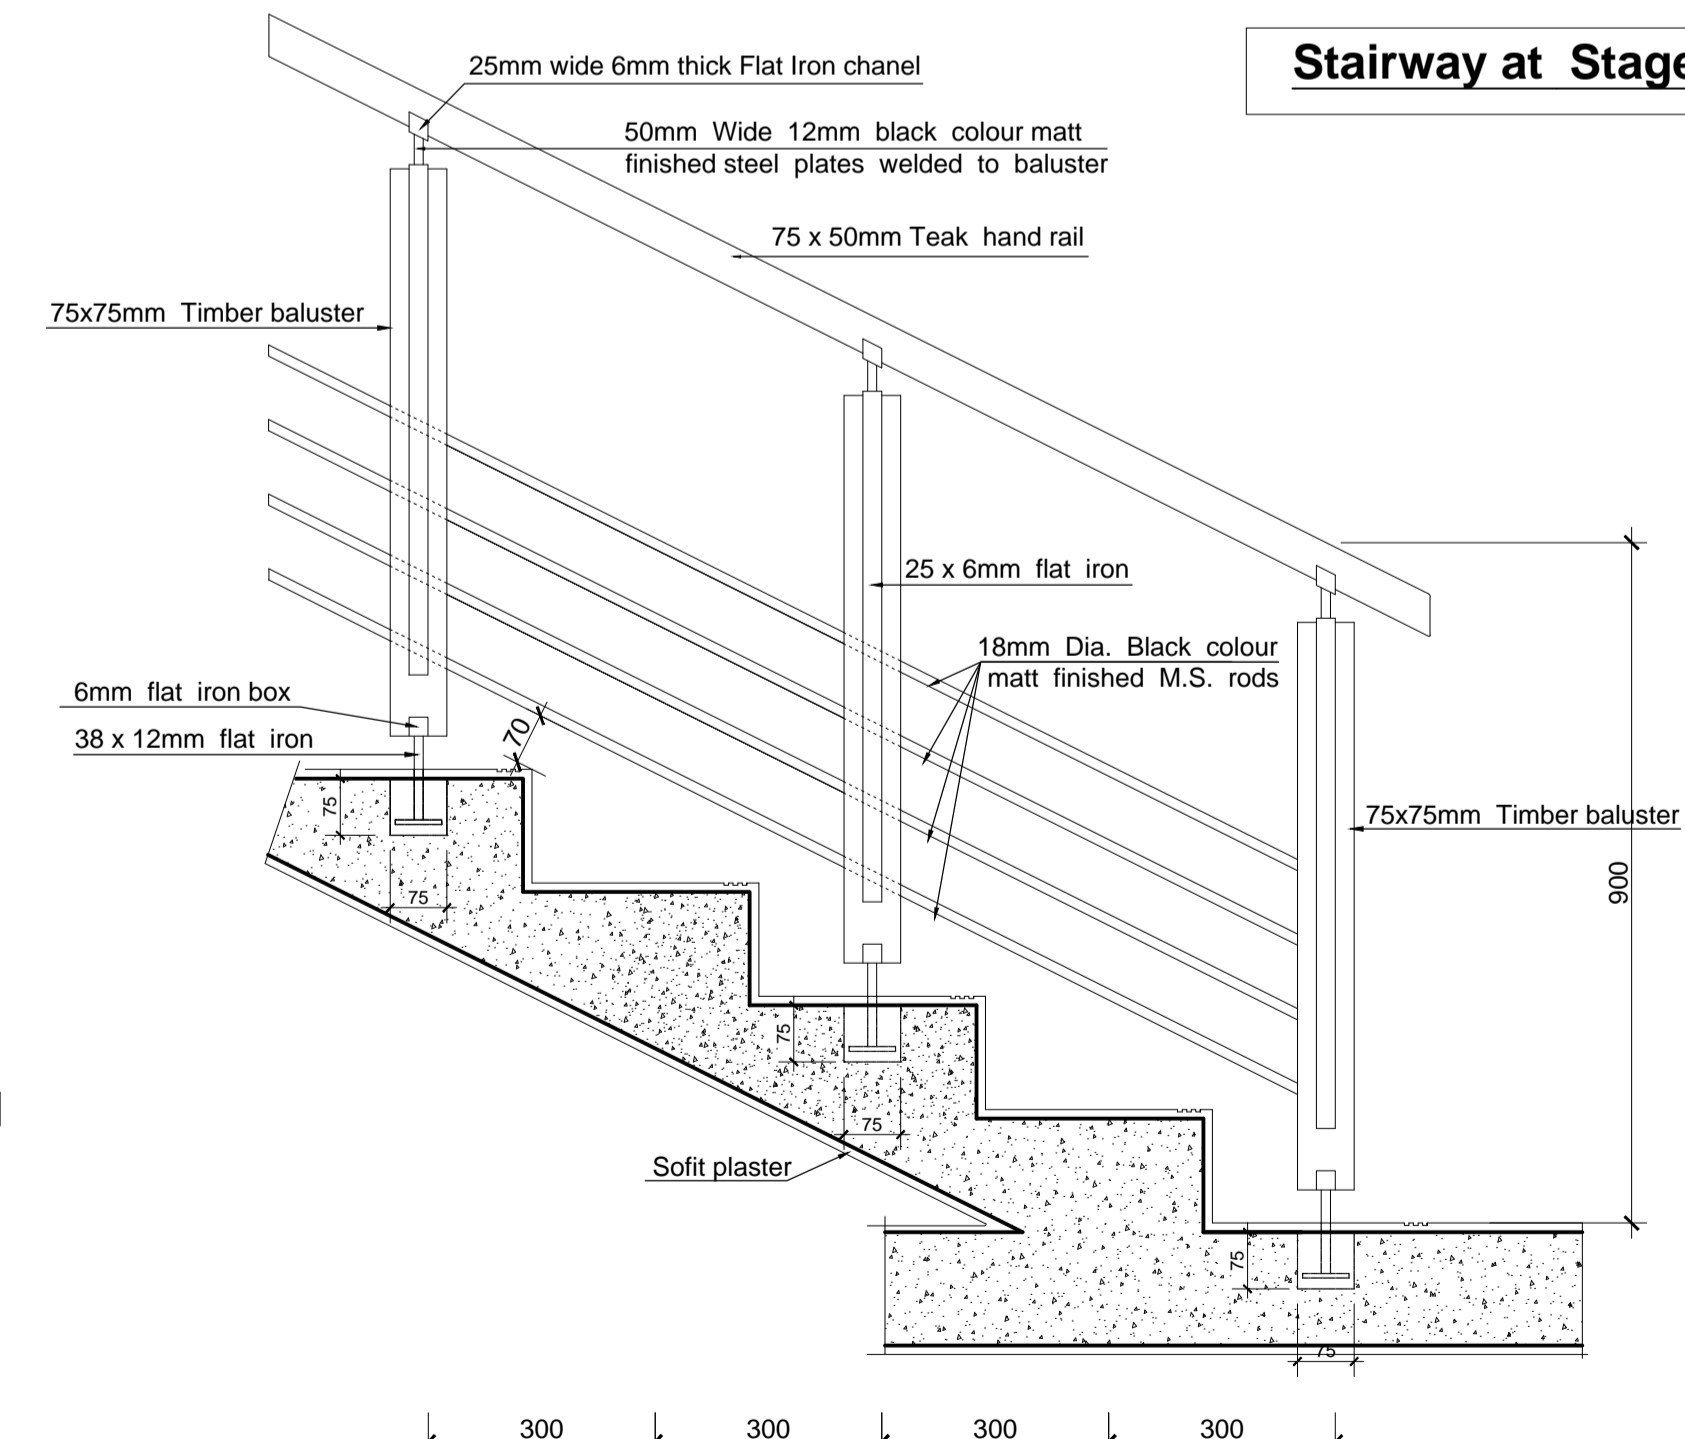 Stairway at Stage
25mm wide 6mm thick Flat Iron chanel
50mm Wide 12mm black colour matt
finished steel plates welded to baluster
75 x 50mm Teak hand rail
75x75mm Timber baluster
25 x 6mm flat iron
18mm Dia. Black colour
matt finished M.S. rods
6mm flat iron box
38 x 12mm flat iron
70
75
75
75x75mm Timber baluster
900
75
75
Sofit plaster
75
75
300
300
300
300